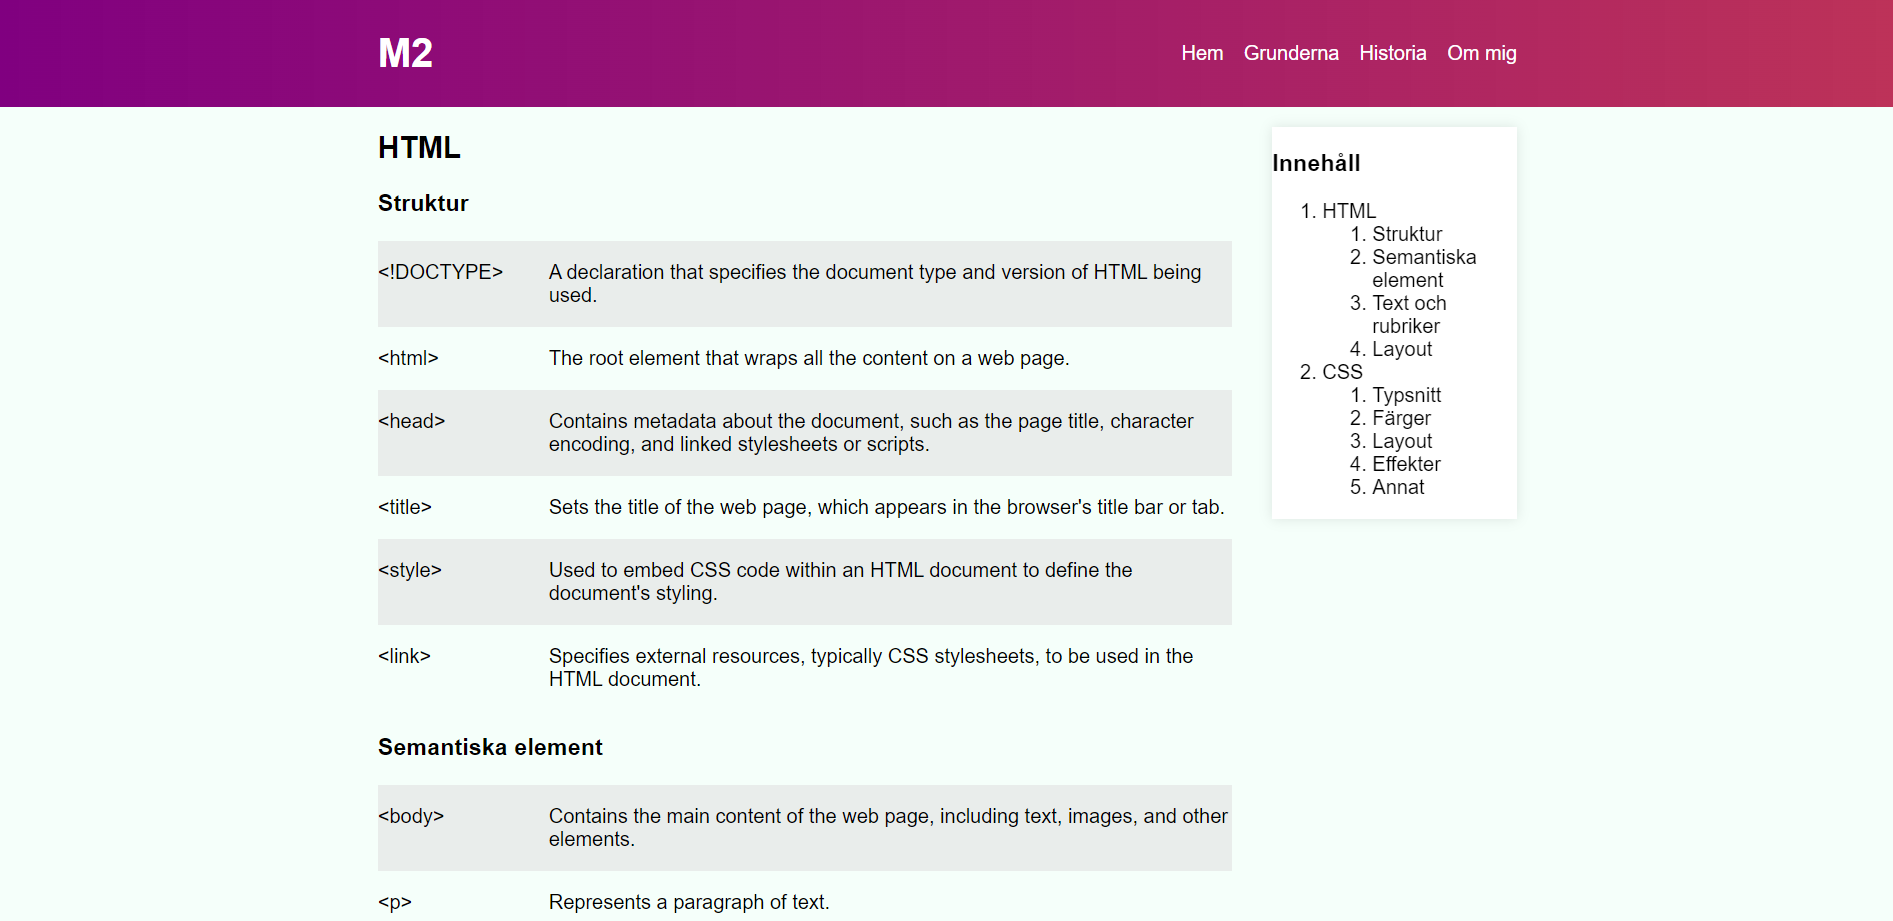 M2
Hem Grunderna Historia Om mig
HTML
Struktur
<!DOCTYPE> A declaration that specifies the document type and version of HTML being
used.
<html> The root element that wraps all the content on a web page.
<head> Contains metadata about the document, such as the page title, character
encoding, and linked stylesheets or scripts.
<title> Sets the title of the web page, which appears in the browser's title bar or tab.
<style> Used to embed CSS code within an HTML document to define the
document's styling.
<link> Specifies external resources, typically CSS stylesheets, to be used in the
HTML document.
Semantiska element
<body> Contains the main content of the web page, including text, images, and other
elements.
<p> Represents a paragraph of text.
Innehåll
1. HTML
1. Struktur
2. Semantiska
element
3. Text och
rubriker
4. Layout
2. CSS
1. Typsnitt
2. Färger
3. Layout
4. Effekter
5. Annat